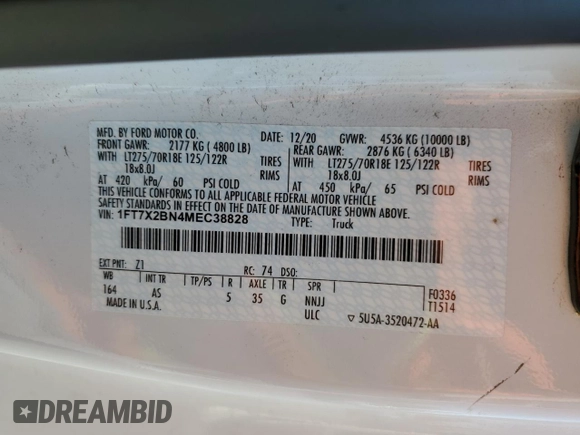 MFD. BY FORD MOTOR CO. DATE: 12/20 GVWR: 4536 KG (10000 LB)
FRONT GAWR: 2177 KG (4800 LB) REAR GAWR: 2876 KG (6340 LB)
LT275/70R18E 125/122R TIRES LT275/70R18E 125/122R TIRES
18x8.0J RIMS 18x8.0J RIMS
AT 420 kPa/ 60 PSI COLD AT 450 kPa/ 65 PSI COLD
THIS VEHICLE CONFORMS TO ALL APPLICABLE FEDERAL MOTOR VEHICLE
SAFETY STANDARDS IN EFFECT ON THE DATE OF MANUFACTURE SHOWN ABOVE.
VIN: 1FT7X2BN4MEC38828 TYPE: Truck
EXT PNT: Z1 RC: 74 DSO:
WB INT TR TP/PS R AXLE TR SPR F0336
164 AS 5 35 G NNJJ T1514
MADE IN U.S.A. ULC ▽ 5U5A-3520472-AA
DREAMBID